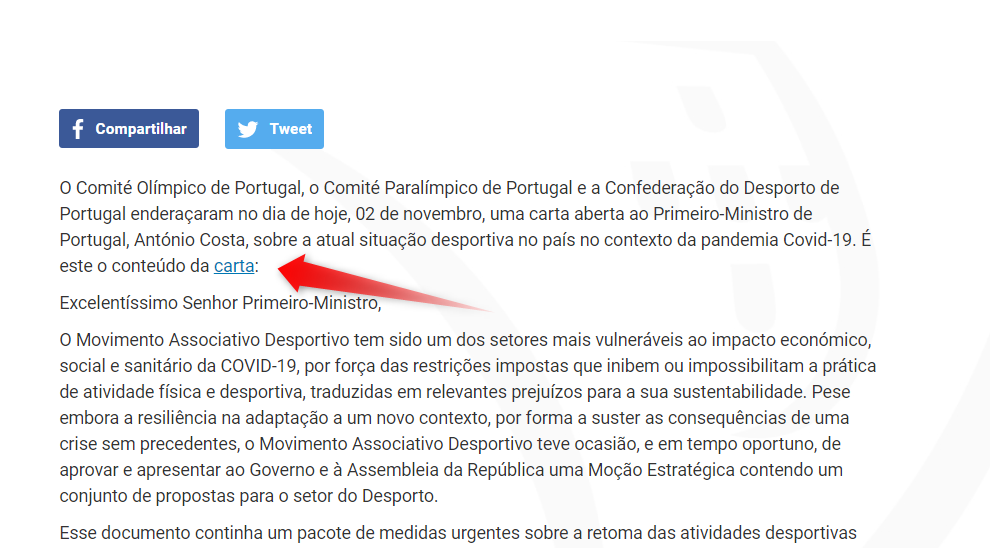 Compartilhar
Tweet
O Comité Olímpico de Portugal, o Comité Paralímpico de Portugal e a Confederação do Desporto de
Portugal enderaçaram no dia de hoje, 02 de novembro, uma carta aberta ao Primeiro-Ministro de
Portugal, António Costa, sobre a atual situação desportiva no país no contexto da pandemia Covid-19. É
este o conteúdo da carta:
Excelentíssimo Senhor Primeiro-Ministro,
O Movimento Associativo Desportivo tem sido um dos setores mais vulneráveis ao impacto económico,
social e sanitário da COVID-19, por força das restrições impostas que inibem ou impossibilitam a prática
de atividade física e desportiva, traduzidas em relevantes prejuízos para a sua sustentabilidade. Pese
embora a resiliência na adaptação a um novo contexto, por forma a suster as consequências de uma
crise sem precedentes, o Movimento Associativo Desportivo teve ocasião, e em tempo oportuno, de
aprovar e apresentar ao Governo e à Assembleia da República uma Moção Estratégica contendo um
conjunto de propostas para o setor do Desporto.
Esse documento continha um pacote de medidas urgentes sobre a retoma das atividades desportivas